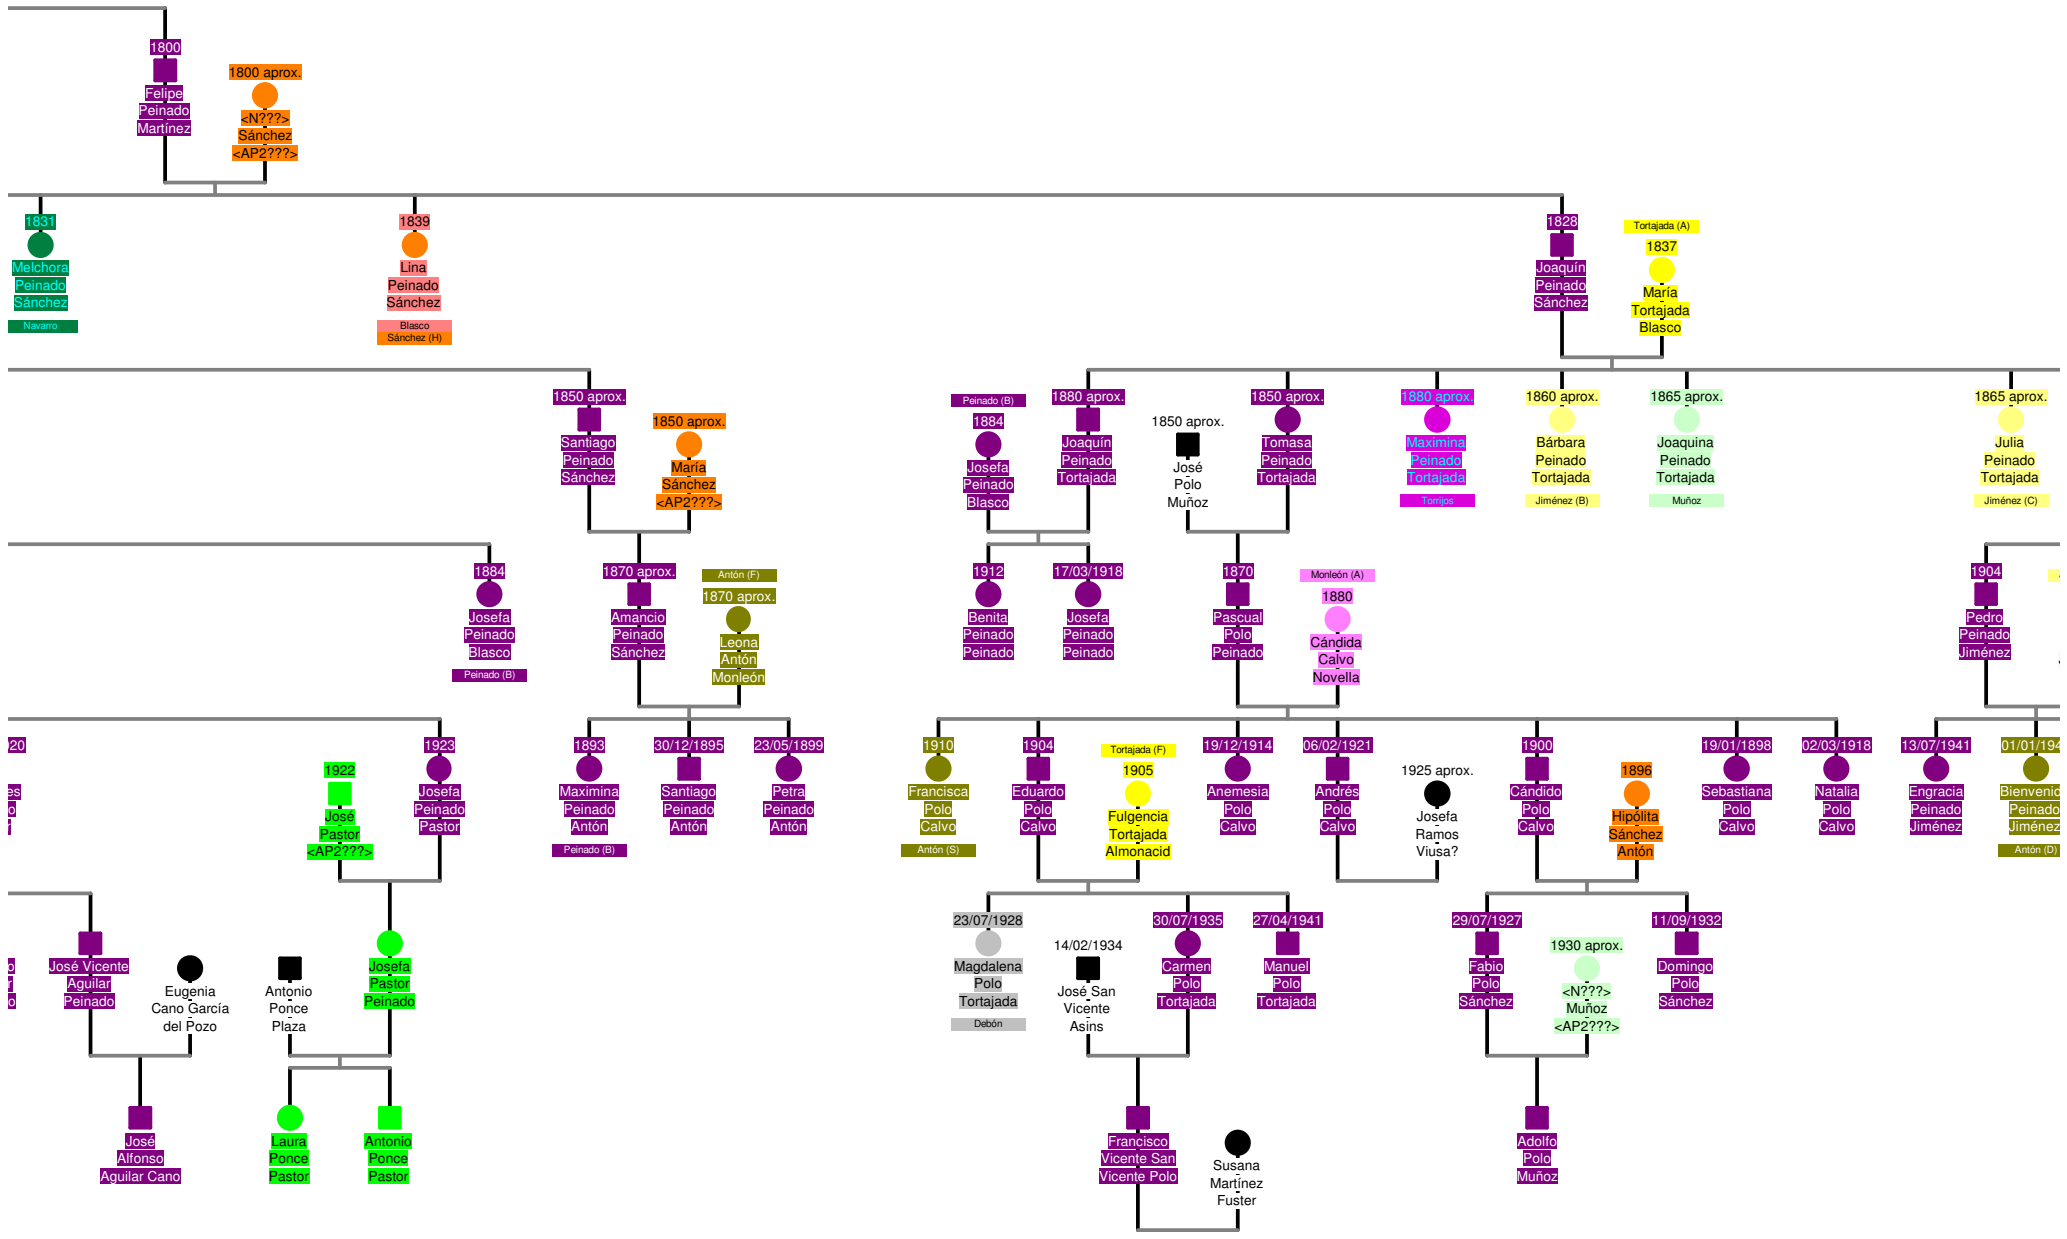 1800
Felipe
Peinado
Martínez
1800 aprox.
<N???>
Sánchez
<AP2???>
1831
Melchora
Peinado
Sánchez
Navarro
1839
Lina
Peinado
Sánchez
Blasco
Sánchez (H)
1828
Joaquín
Peinado
Sánchez
Tortajada (A)
1837
María
Tortajada
Blasco
1850 aprox.
Santiago
Peinado
Sánchez
1850 aprox.
María
Sánchez
<AP2???>
Peinado (B)
1884
Josefa
Peinado
Blasco
1880 aprox.
Joaquín
Peinado
Tortajada
1850 aprox.
José
Polo
Muñoz
1850 aprox.
Tomasa
Peinado
Tortajada
1880 aprox.
Maximina
Peinado
Tortajada
Torrijos
1860 aprox.
Bárbara
Peinado
Tortajada
Jiménez (B)
1865 aprox.
Joaquina
Peinado
Tortajada
Muñoz
1865 aprox.
Julia
Peinado
Tortajada
Jiménez (C)
1884
Josefa
Peinado
Blasco
Peinado (B)
1870 aprox.
Amancio
Peinado
Sánchez
Antón (F)
1870 aprox.
Leona
Antón
Monleón
1912
Benita
Peinado
Peinado
17/03/1918
Josefa
Peinado
Peinado
1870
Pascual
Polo
Peinado
Monleón (A)
1880
Cándida
Calvo
Novella
1904
Pedro
Peinado
Jiménez
20
es
o
1922
José
Pastor
<AP2???>
1923
Josefa
Peinado
Pastor
1893
Maximina
Peinado
Antón
Peinado (B)
30/12/1895
Santiago
Peinado
Antón
23/05/1899
Petra
Peinado
Antón
1910
Francisca
Polo
Calvo
Antón (S)
1904
Eduardo
Polo
Calvo
Tortajada (F)
1905
Fulgencia
Tortajada
Almonacid
19/12/1914
Anemesia
Polo
Calvo
06/02/1921
Andrés
Polo
Calvo
1925 aprox.
Josefa
Ramos
Viusa?
1900
Cándido
Polo
Calvo
1896
Hipólita
Sánchez
Antón
19/01/1898
Sebastiana
Polo
Calvo
02/03/1918
Natalia
Polo
Calvo
13/07/1941
Engracia
Peinado
Jiménez
01/01/194
Bienvenid
Peinado
Jiménez
Antón (D)
o
r
o
José Vicente
Aguilar
Peinado
Eugenia
Cano García
del Pozo
Antonio
Ponce
Plaza
Josefa
Pastor
Peinado
23/07/1928
Magdalena
Polo
Tortajada
Debón
14/02/1934
José San
Vicente
Asins
30/07/1935
Carmen
Polo
Tortajada
27/04/1941
Manuel
Polo
Tortajada
29/07/1927
Fabio
Polo
Sánchez
1930 aprox.
<N???>
Muñoz
<AP2???>
11/09/1932
Domingo
Polo
Sánchez
José
Alfonso
Aguilar Cano
Laura
Ponce
Pastor
Antonio
Ponce
Pastor
Francisco
Vicente San
Vicente Polo
Susana
Martínez
Fuster
Adolfo
Polo
Muñoz